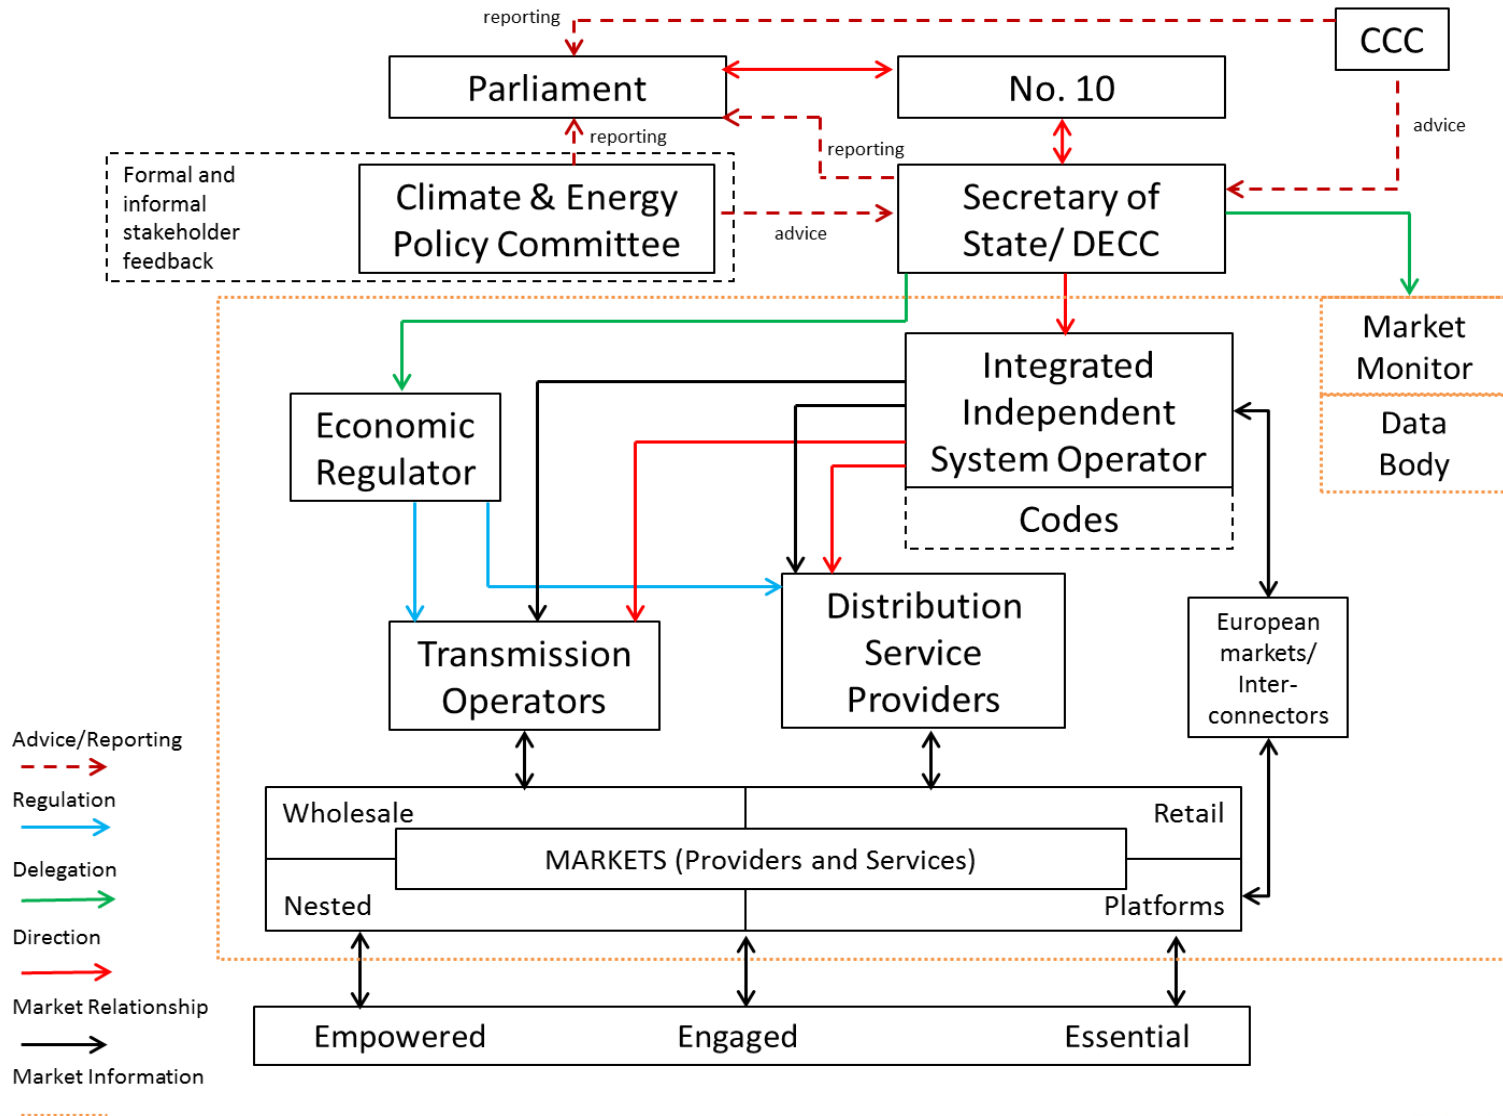 reporting
CCC
Parliament
No. 10
advice
reporting
reporting
Formal and
informal
stakeholder
feedback
Climate & Energy
Policy Committee
advice
Secretary of
State/ DECC
Market
Monitor
Data
Body
Integrated
Independent
System Operator
Codes
Economic
Regulator
Distribution
Service
Providers
European
markets/
Inter-
connectors
Transmission
Operators
Advice/Reporting
Regulation
Delegation
Direction
Market Relationship
Market Information
Wholesale
Retail
MARKETS (Providers and Services)
Nested
Platforms
Empowered
Engaged
Essential